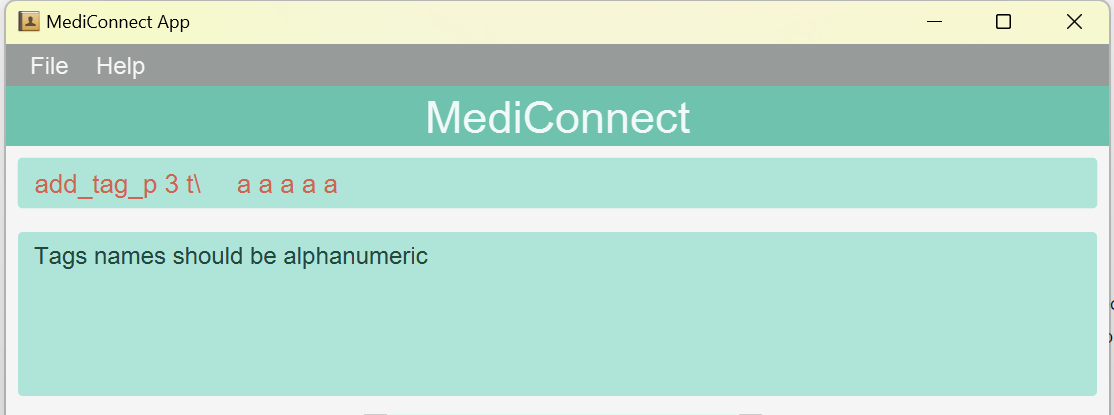 MediConnect App
File Help
MediConnect
add_tag_p 3 t\ a a a a a
Tags names should be alphanumeric